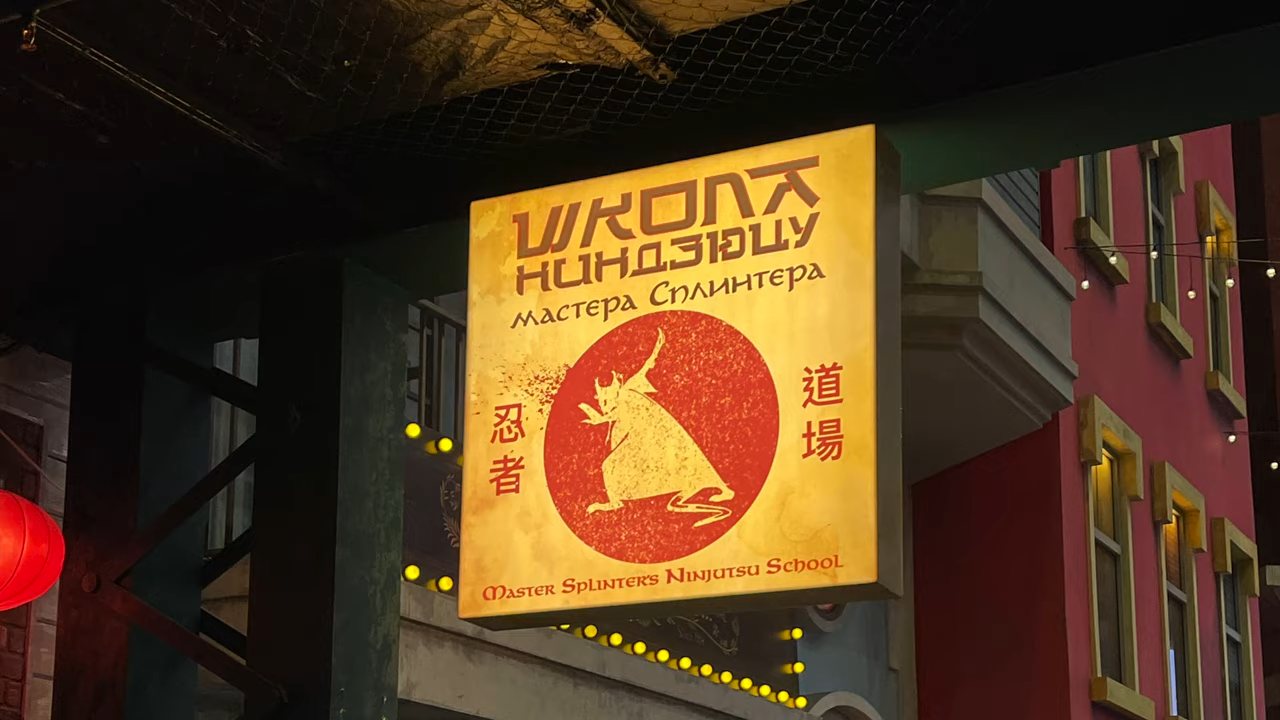 ШКОЛА
НИНДЗЮЦУ
Мастера Сплинтера
忍者
道場
Master Splinter's Ninjutsu School